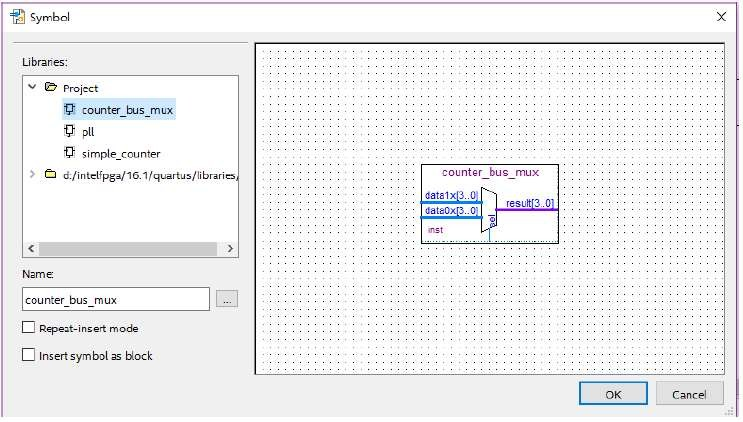 Symbol
Libraries:
Project
counter_bus_mux
pll
simple_counter
d:/intelfpga/16.1/quartus/libraries/
Name:
counter_bus_mux
...
Repeat-insert mode
Insert symbol as block
counter_bus_mux
data1x[3..0]
data0x[3..0]
result[3..0]
sel
inst
OK
Cancel